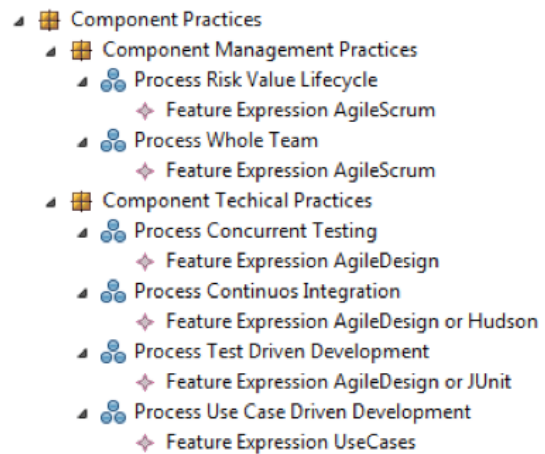 Component Practices
Component Management Practices
Process Risk Value Lifecycle
Feature Expression AgileScrum
Process Whole Team
Feature Expression AgileScrum
Component Techical Practices
Process Concurrent Testing
Feature Expression AgileDesign
Process Continuos Integration
Feature Expression AgileDesign or Hudson
Process Test Driven Development
Feature Expression AgileDesign or JUnit
Process Use Case Driven Development
Feature Expression UseCases